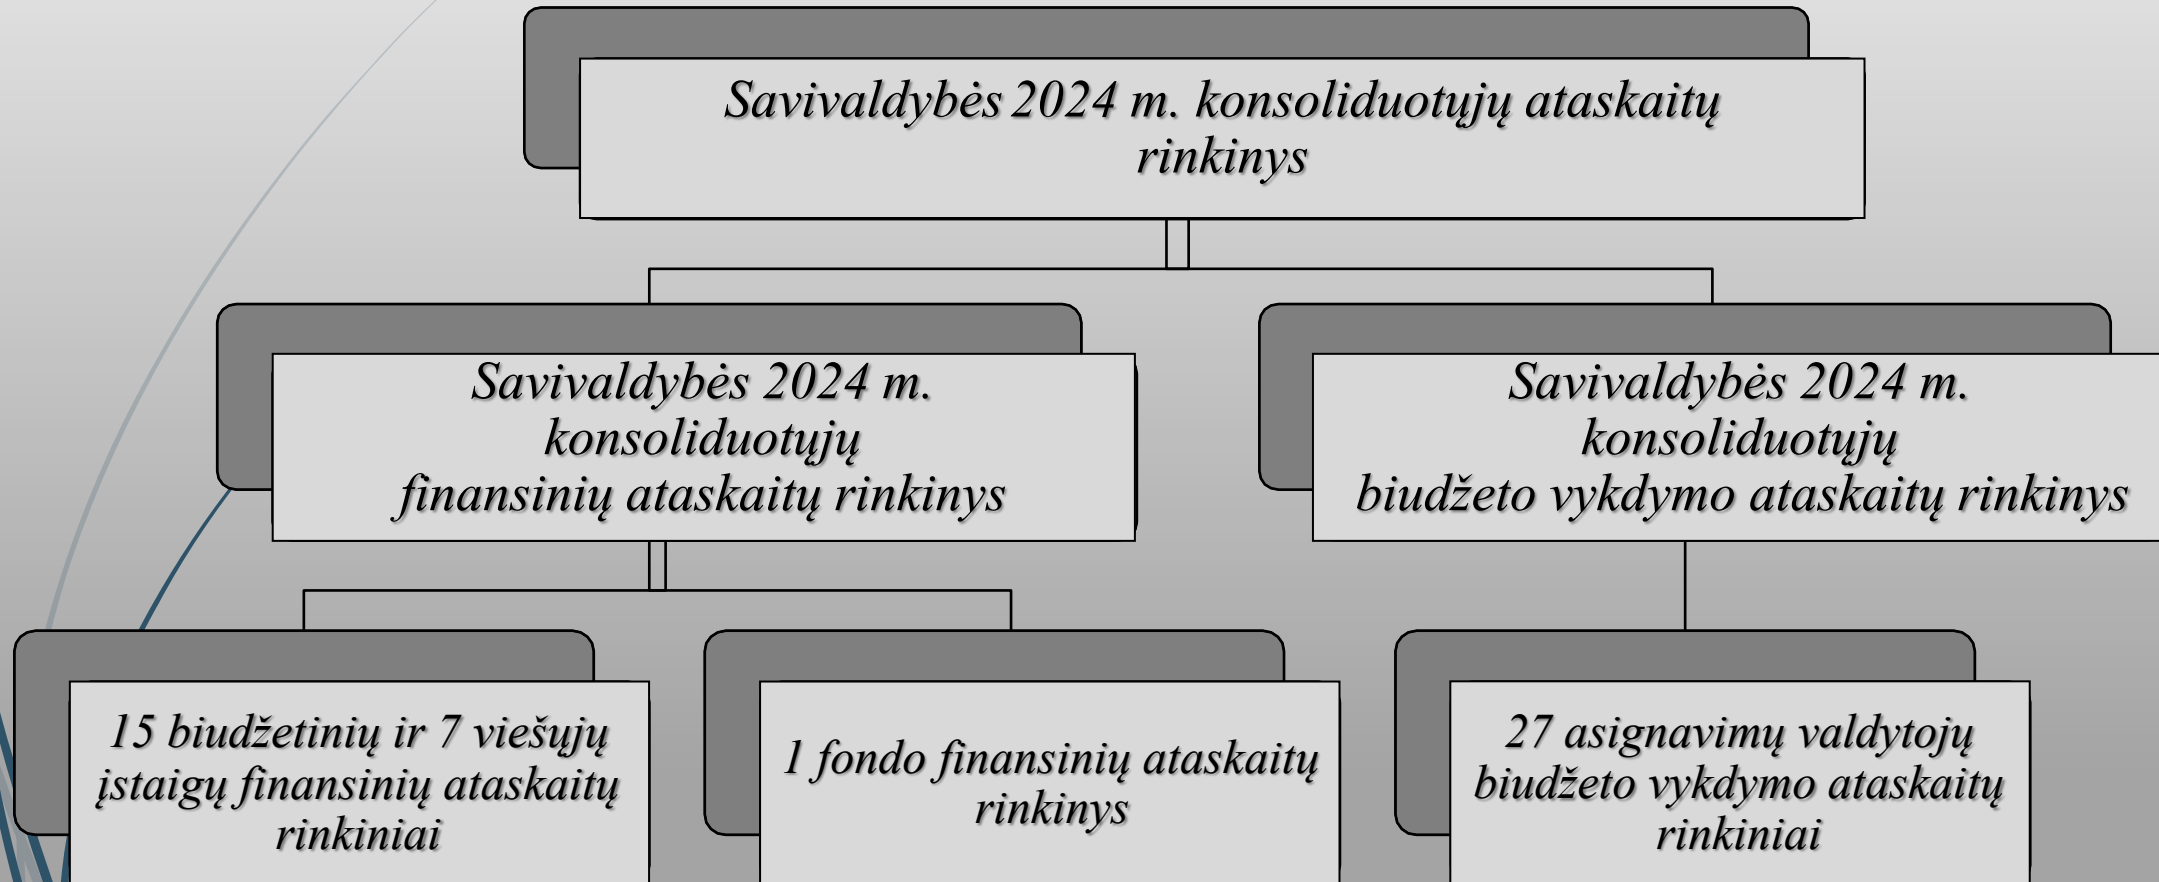 Savivaldybės 2024 m. konsoliduotųjų ataskaitų
rinkinys
Savivaldybės 2024 m.
konsoliduotųjų
finansinių ataskaitų rinkinys
Savivaldybės 2024 m.
konsoliduotųjų
biudžeto vykdymo ataskaitų rinkinys
15 biudžetinių ir 7 viešųjų
įstaigų finansinių ataskaitų
rinkiniai
1 fondo finansinių ataskaitų
rinkinys
27 asignavimų valdytojų
biudžeto vykdymo ataskaitų
rinkiniai